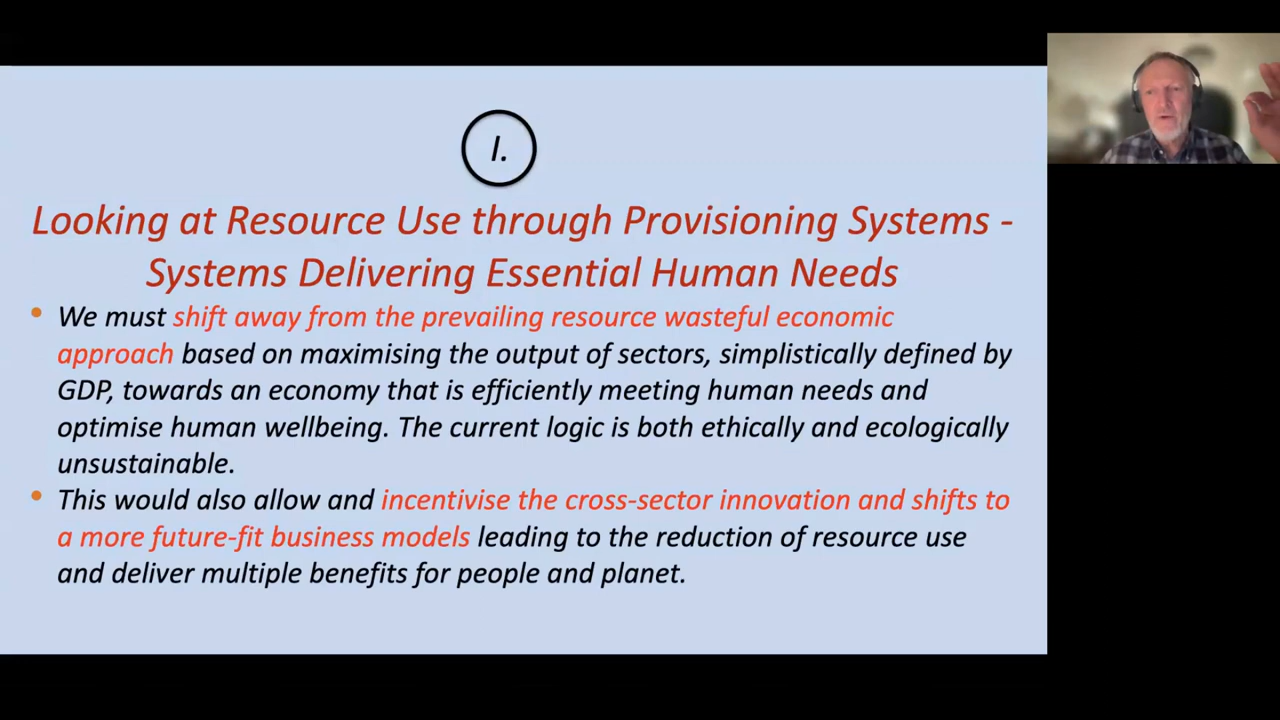 I.
Looking at Resource Use through Provisioning Systems -
Systems Delivering Essential Human Needs
• We must shift away from the prevailing resource wasteful economic
approach based on maximising the output of sectors, simplistically defined by
GDP, towards an economy that is efficiently meeting human needs and
optimise human wellbeing. The current logic is both ethically and ecologically
unsustainable.
• This would also allow and incentivise the cross-sector innovation and shifts to
a more future-fit business models leading to the reduction of resource use
and deliver multiple benefits for people and planet.